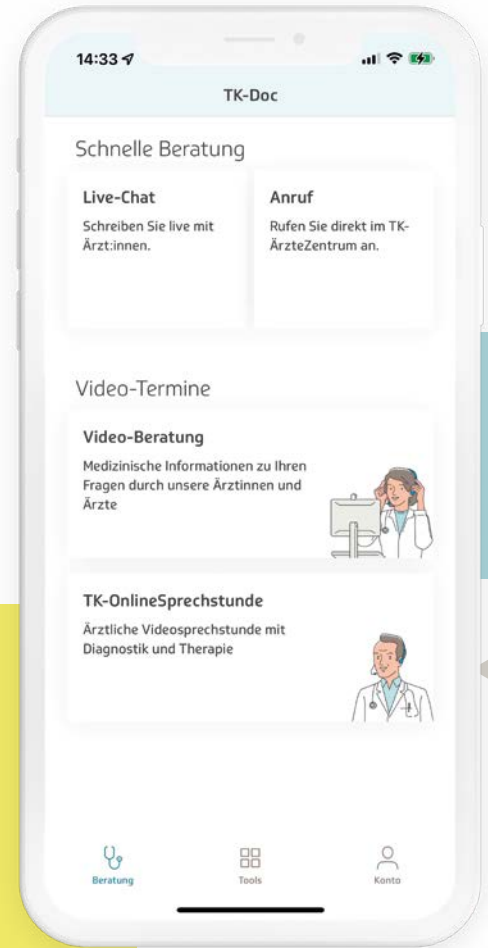 14:33
TK-Doc
Schnelle Beratung
Live-Chat
Schreiben Sie live mit
Ärzt:innen.
Anruf
Rufen Sie direkt im TK-
ÄrzteZentrum an.
Video-Termine
Video-Beratung
Medizinische Informationen zu Ihren
Fragen durch unsere Ärztinnen und
Ärzte
TK-OnlineSprechstunde
Ärztliche Videosprechstunde mit
Diagnostik und Therapie
Beratung
Tools
Konto